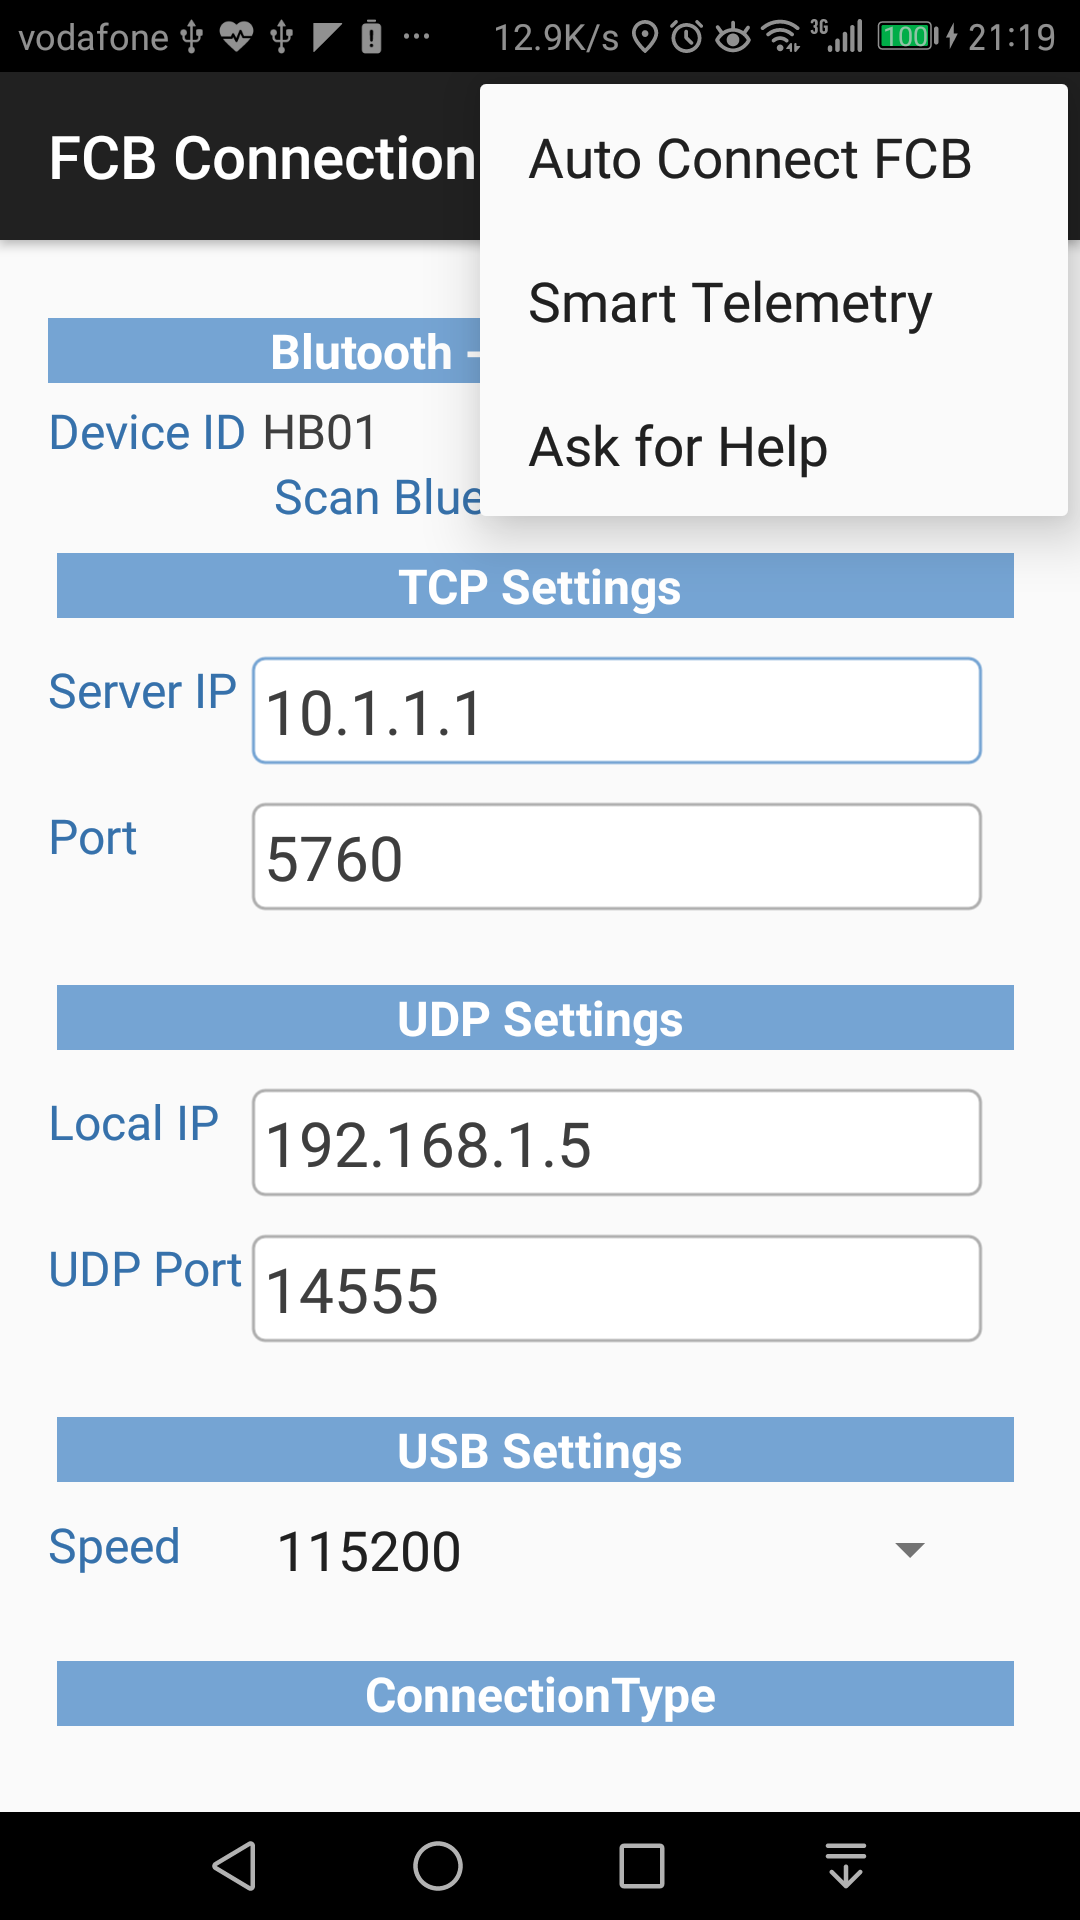 vodafone 12.9K/s 3G 100 21:19
FCB Connection
Auto Connect FCB
Smart Telemetry
Ask for Help
Blutooth -
Device ID HB01
Scan Blue
TCP Settings
Server IP 10.1.1.1
Port 5760
UDP Settings
Local IP 192.168.1.5
UDP Port 14555
USB Settings
Speed 115200
ConnectionType